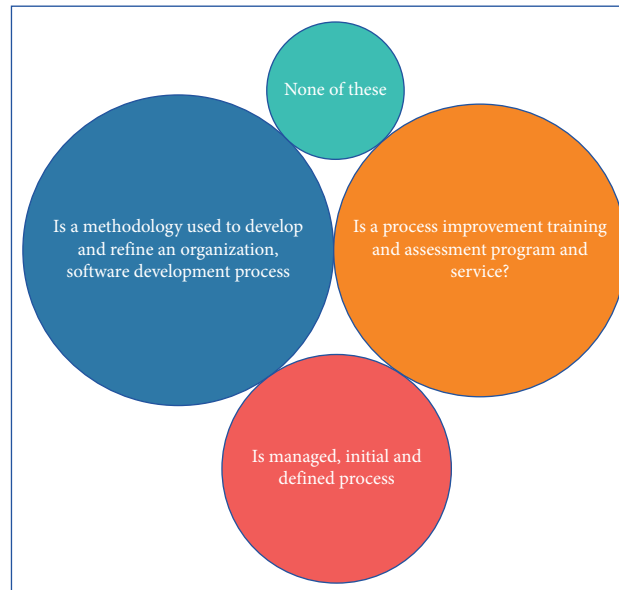 None of these
Is a methodology used to develop
and refine an organization,
software development process
Is a process improvement training
and assessment program and
service?
Is managed, initial and
defined process